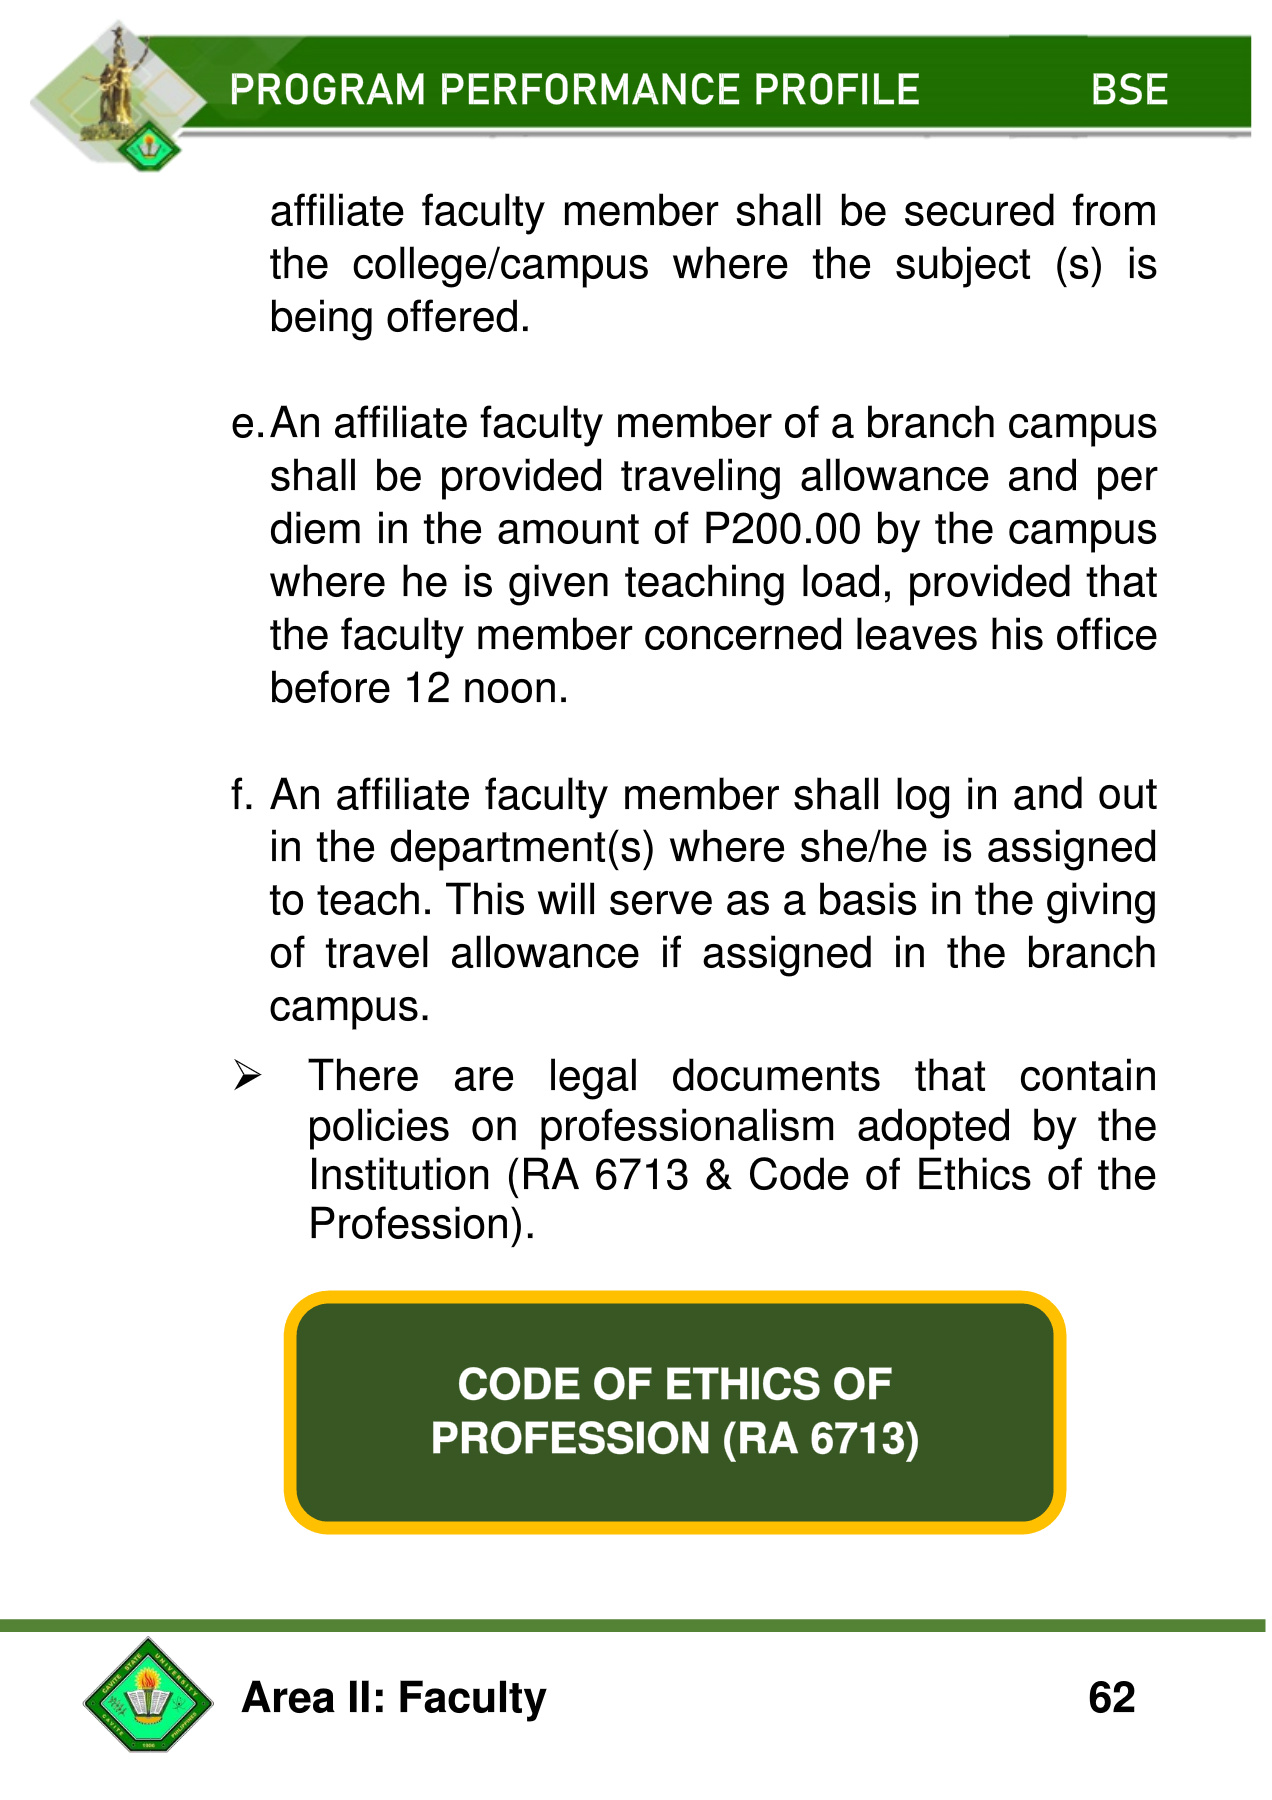 PROGRAM PERFORMANCE PROFILE BSE
affiliate faculty member shall be secured from
the college/campus where the subject (s) is
being offered.
e. An affiliate faculty member of a branch campus
shall be provided traveling allowance and per
diem in the amount of P200.00 by the campus
where he is given teaching load, provided that
the faculty member concerned leaves his office
before 12 noon.
f. An affiliate faculty member shall log in and out
in the department(s) where she/he is assigned
to teach. This will serve as a basis in the giving
of travel allowance if assigned in the branch
campus.
➢ There are legal documents that contain
policies on professionalism adopted by the
Institution (RA 6713 & Code of Ethics of the
Profession).
CODE OF ETHICS OF
PROFESSION (RA 6713)
CAVITE STATE UNIVERSITY
CAVITE 1906 PHILIPPINES
Area II: Faculty 62